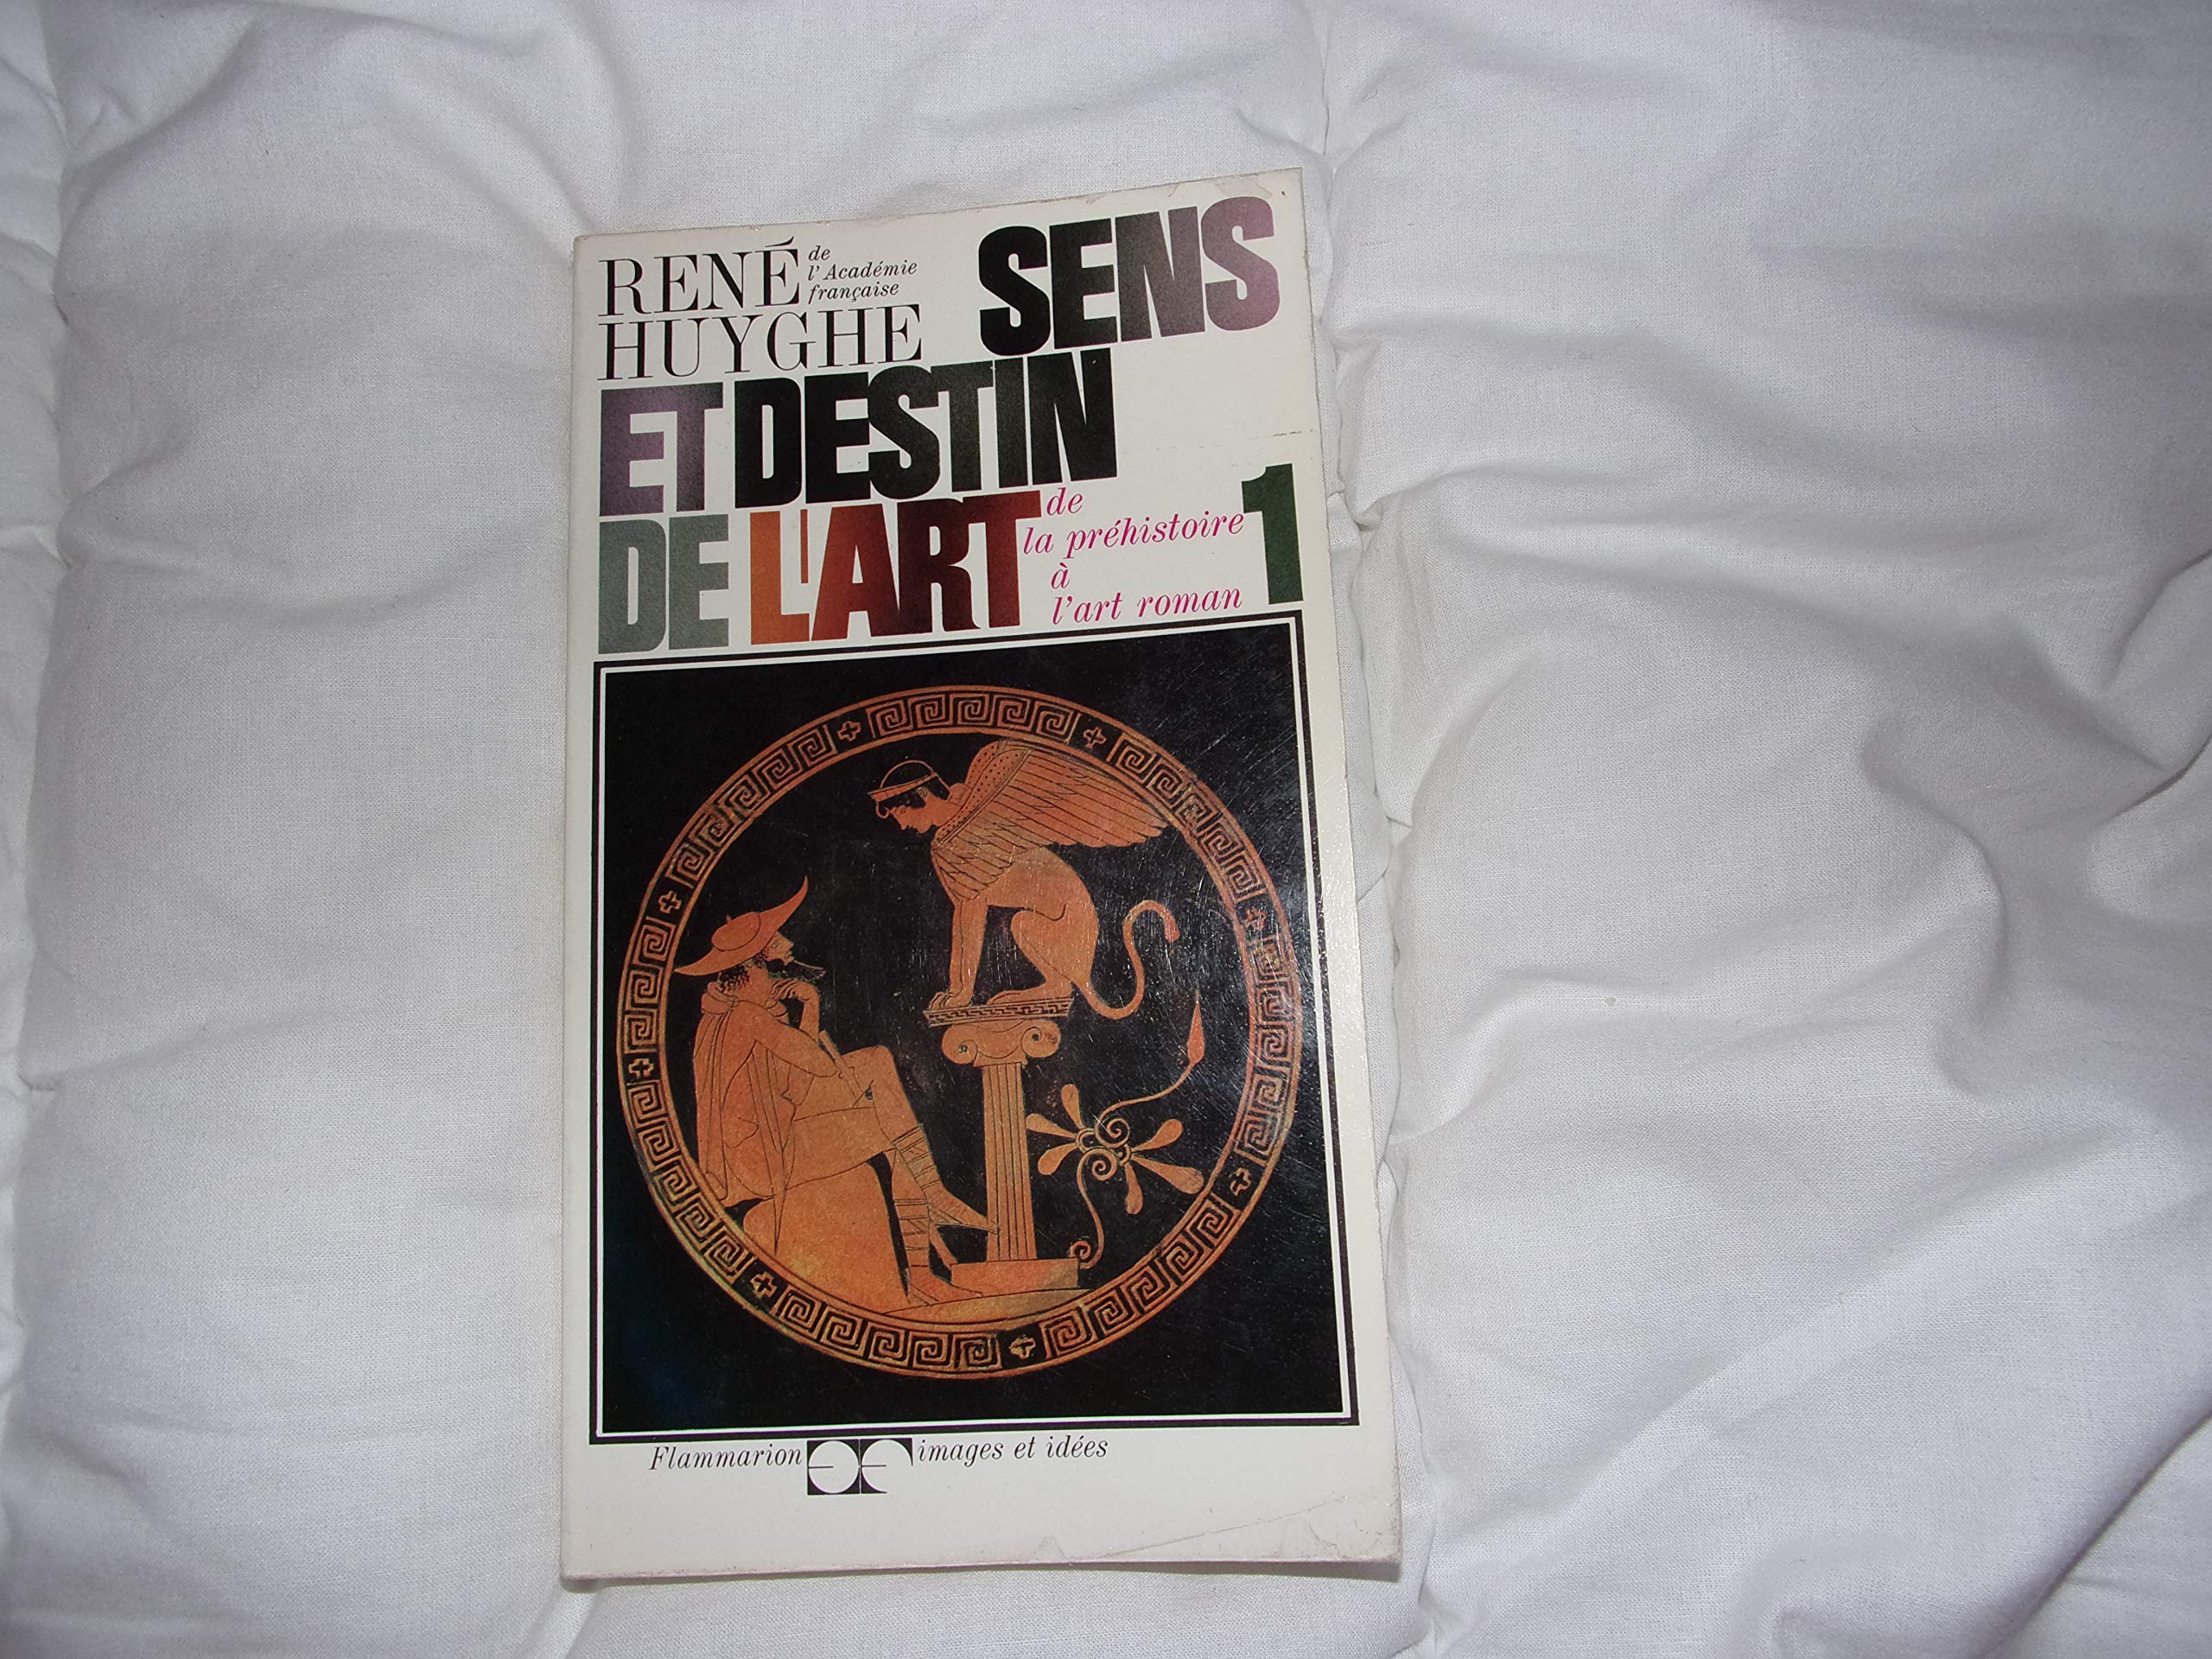 RENÉ de
l'Académie
française
HUYGHE
SENS
ET DESTIN
DE L'ART
de
la préhistoire
à
l'art roman
1
Flammarion images et idées